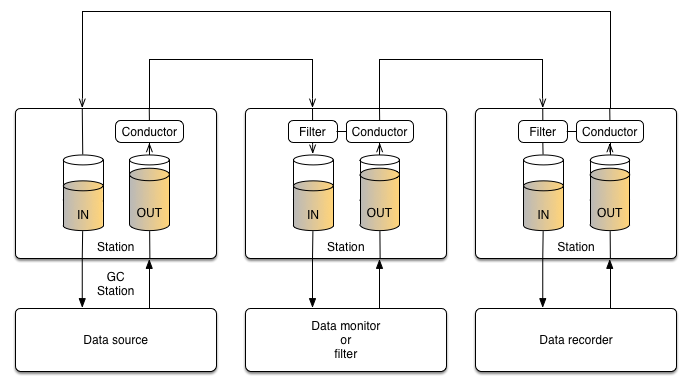 Conductor
IN
OUT
Station
GC
Station
Data source
Filter
Conductor
IN
OUT
Station
Data monitor
or
filter
Filter
Conductor
IN
OUT
Station
Data recorder